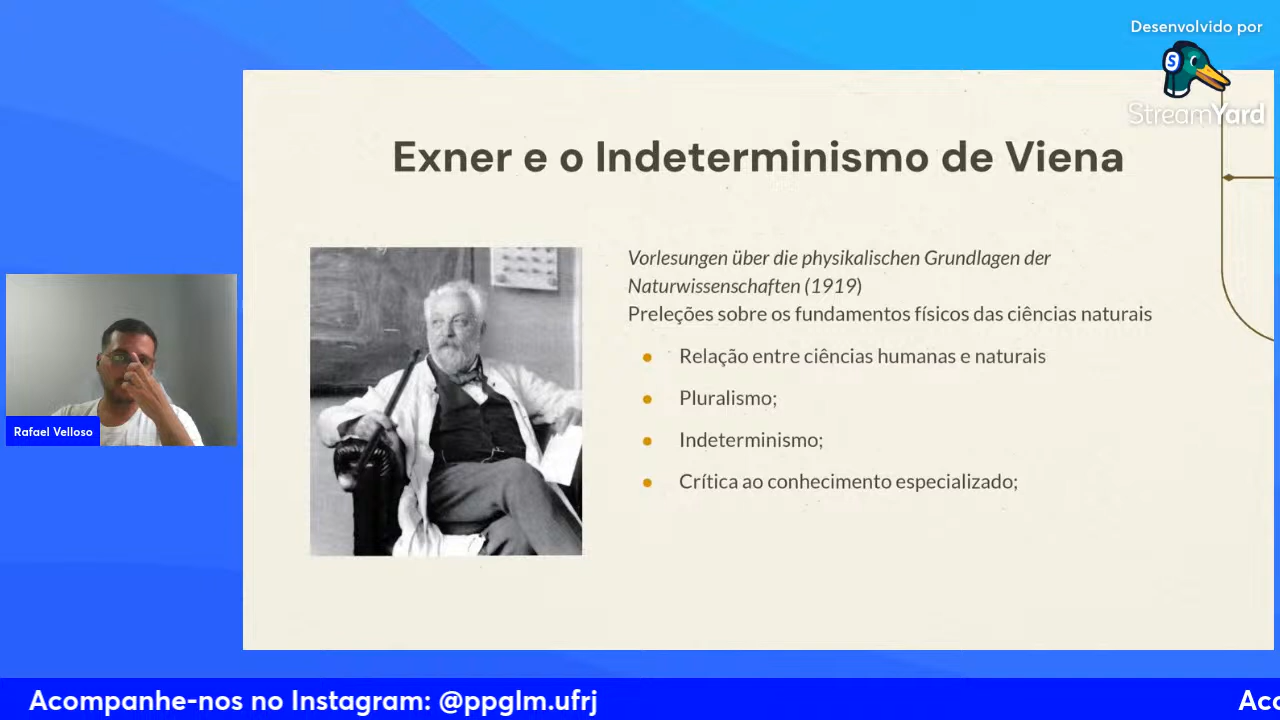 Desenvolvido por
StreamYard
Exner e o Indeterminismo de Viena
Vorlesungen über die physikalischen Grundlagen der
Naturwissenschaften (1919)
Preleções sobre os fundamentos físicos das ciências naturais
Relação entre ciências humanas e naturais
Pluralismo;
Indeterminismo;
Crítica ao conhecimento especializado;
Rafael Velloso
Acompanhe-nos no Instagram: @ppglm.ufrj